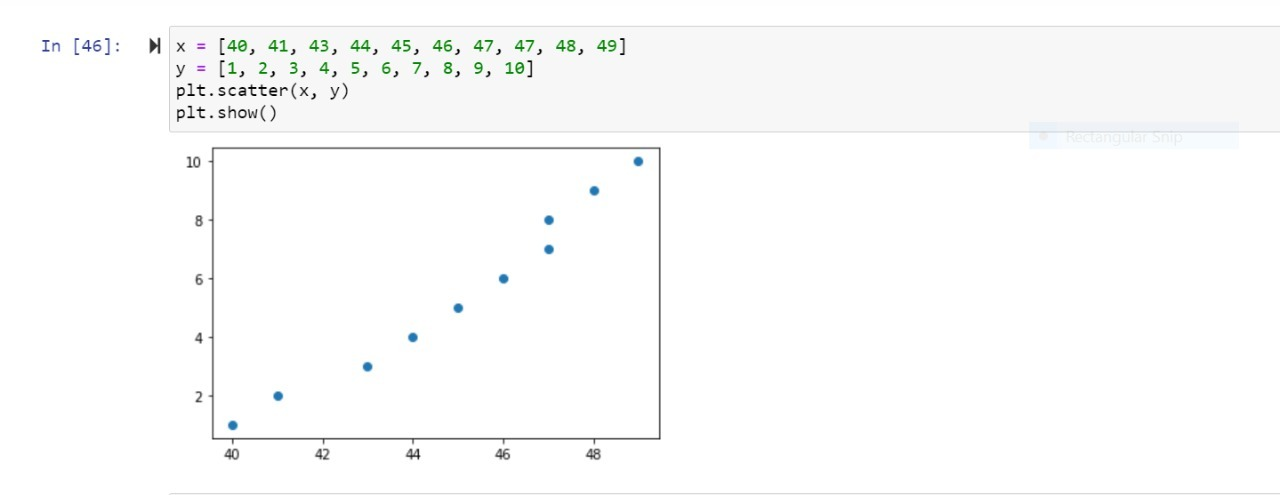 In [46]:
x = [40, 41, 43, 44, 45, 46, 47, 47, 48, 49]
y = [1, 2, 3, 4, 5, 6, 7, 8, 9, 10]
plt.scatter(x, y)
plt.show()
Rectangular Snip
10
8
6
4
2
40 42 44 46 48